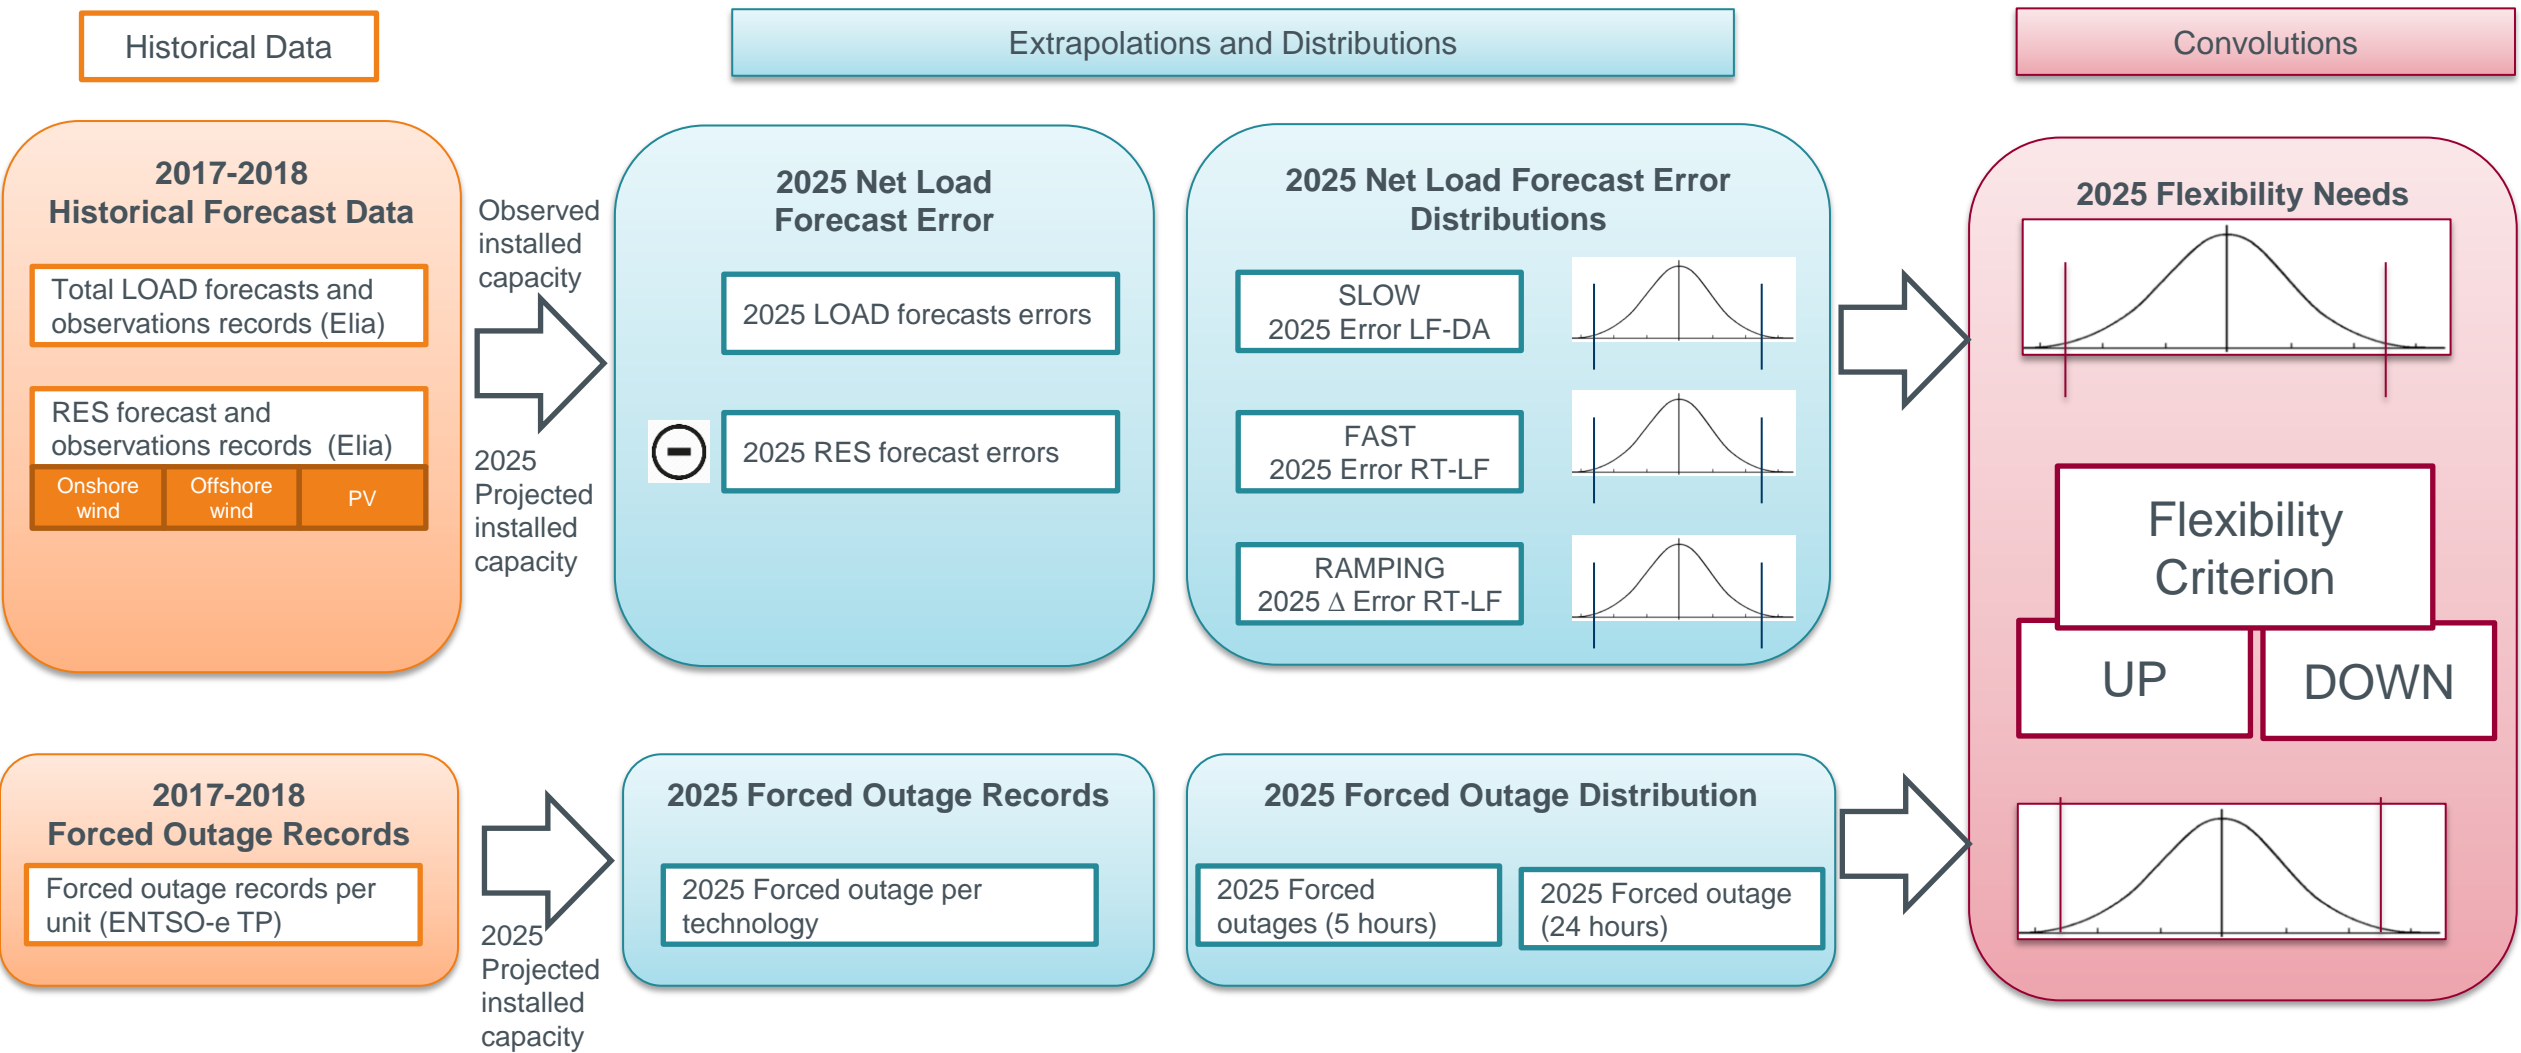 Historical Data
Extrapolations and Distributions
Convolutions
2017-2018
Historical Forecast Data
Total LOAD forecasts and
observations records (Elia)
RES forecast and
observations records (Elia)
Onshore
wind
Offshore
wind
PV
Observed
installed
capacity
2025
Projected
installed
capacity
2025 Net Load
Forecast Error
2025 LOAD forecasts errors
2025 RES forecast errors
2025 Net Load Forecast Error
Distributions
SLOW
2025 Error LF-DA
FAST
2025 Error RT-LF
RAMPING
2025 Δ Error RT-LF
2025 Flexibility Needs
Flexibility
Criterion
UP
DOWN
2017-2018
Forced Outage Records
Forced outage records per
unit (ENTSO-e TP)
2025
Projected
installed
capacity
2025 Forced Outage Records
2025 Forced outage per
technology
2025 Forced Outage Distribution
2025 Forced
outages (5 hours)
2025 Forced outage
(24 hours)